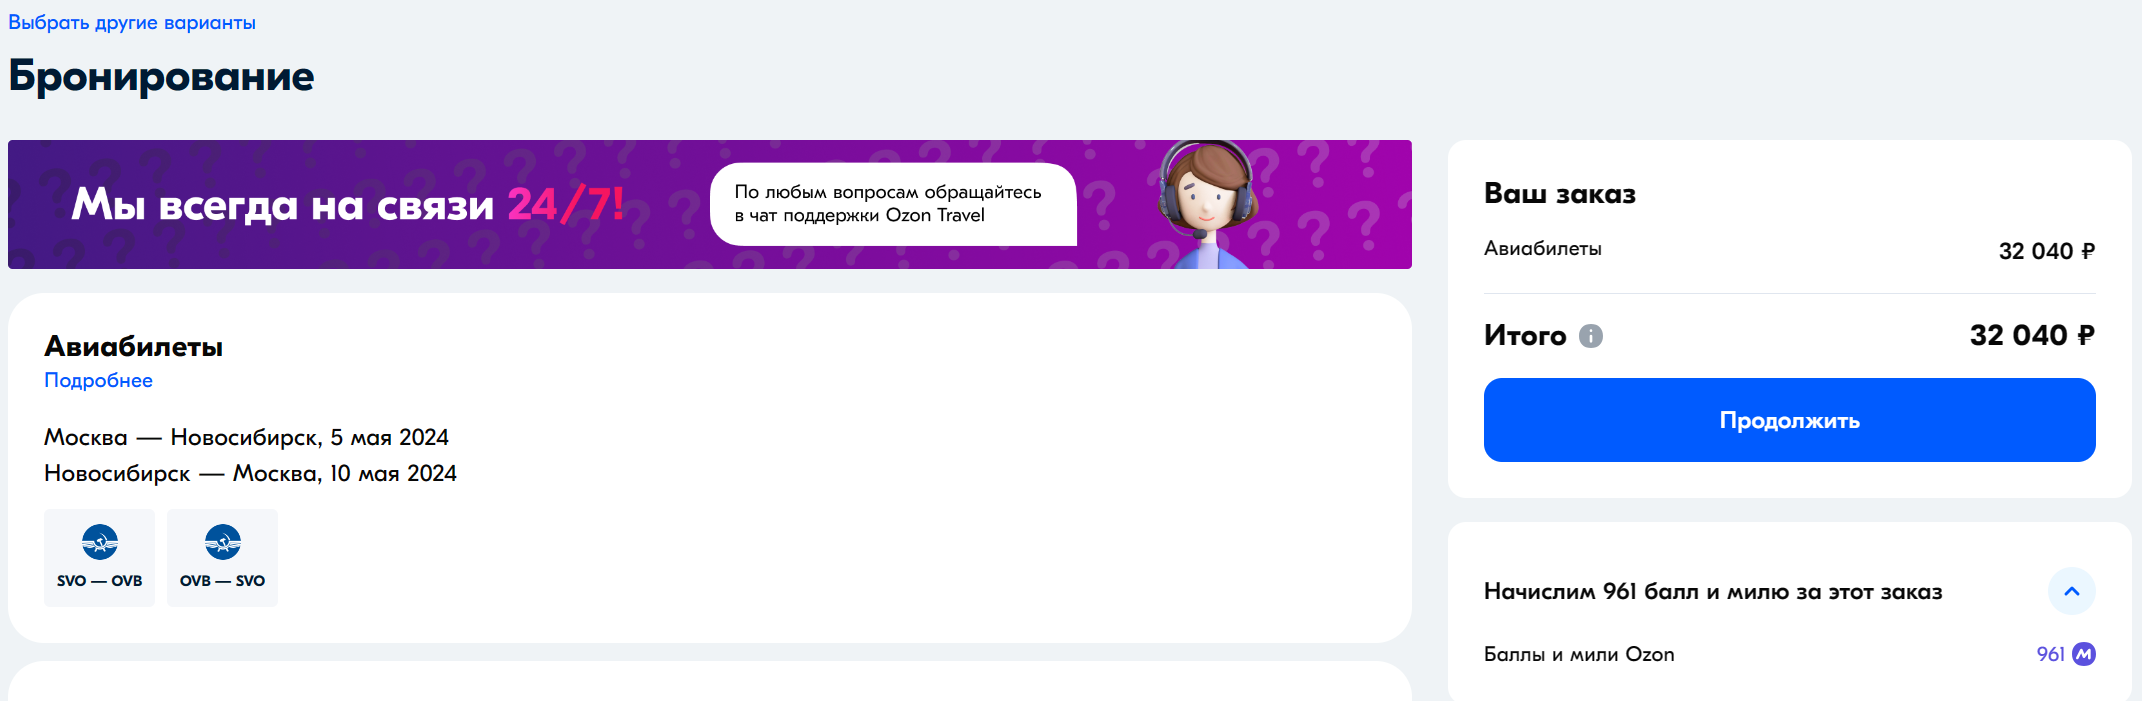 Выбрать другие варианты
Бронирование
Мы всегда на связи 24/7!
По любым вопросам обращайтесь
в чат поддержки Ozon Travel
Авиабилеты
Подробнее
Москва — Новосибирск, 5 мая 2024
Новосибирск — Москва, 10 мая 2024
SVO — OVB
OVB — SVO
Ваш заказ
Авиабилеты 32 040 ₽
Итого 32 040 ₽
Продолжить
Начислим 961 балл и милю за этот заказ
Баллы и мили Ozon 961 М